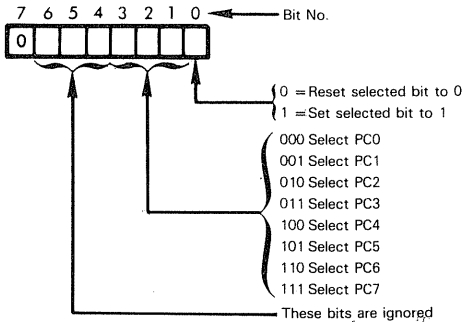 7 6 5 4 3 2 1 0 Bit No.
0
0 = Reset selected bit to 0
1 = Set selected bit to 1
000 Select PC0
001 Select PC1
010 Select PC2
011 Select PC3
100 Select PC4
101 Select PC5
110 Select PC6
111 Select PC7
These bits are ignored